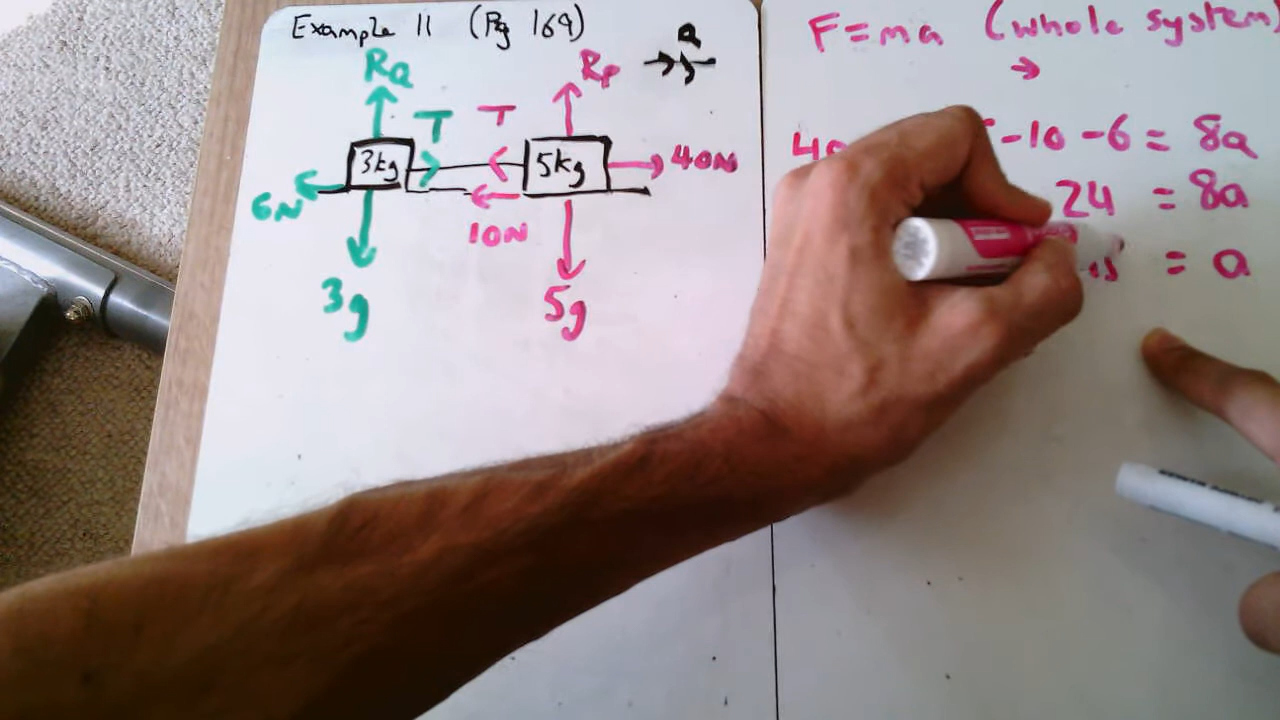 Example 11 (Pg 169)
a
RQ
RP
T
T
3kg
5kg
40N
6N
10N
3g
5g
F=ma (whole system)
-10 -6 = 8a
24 = 8a
= a